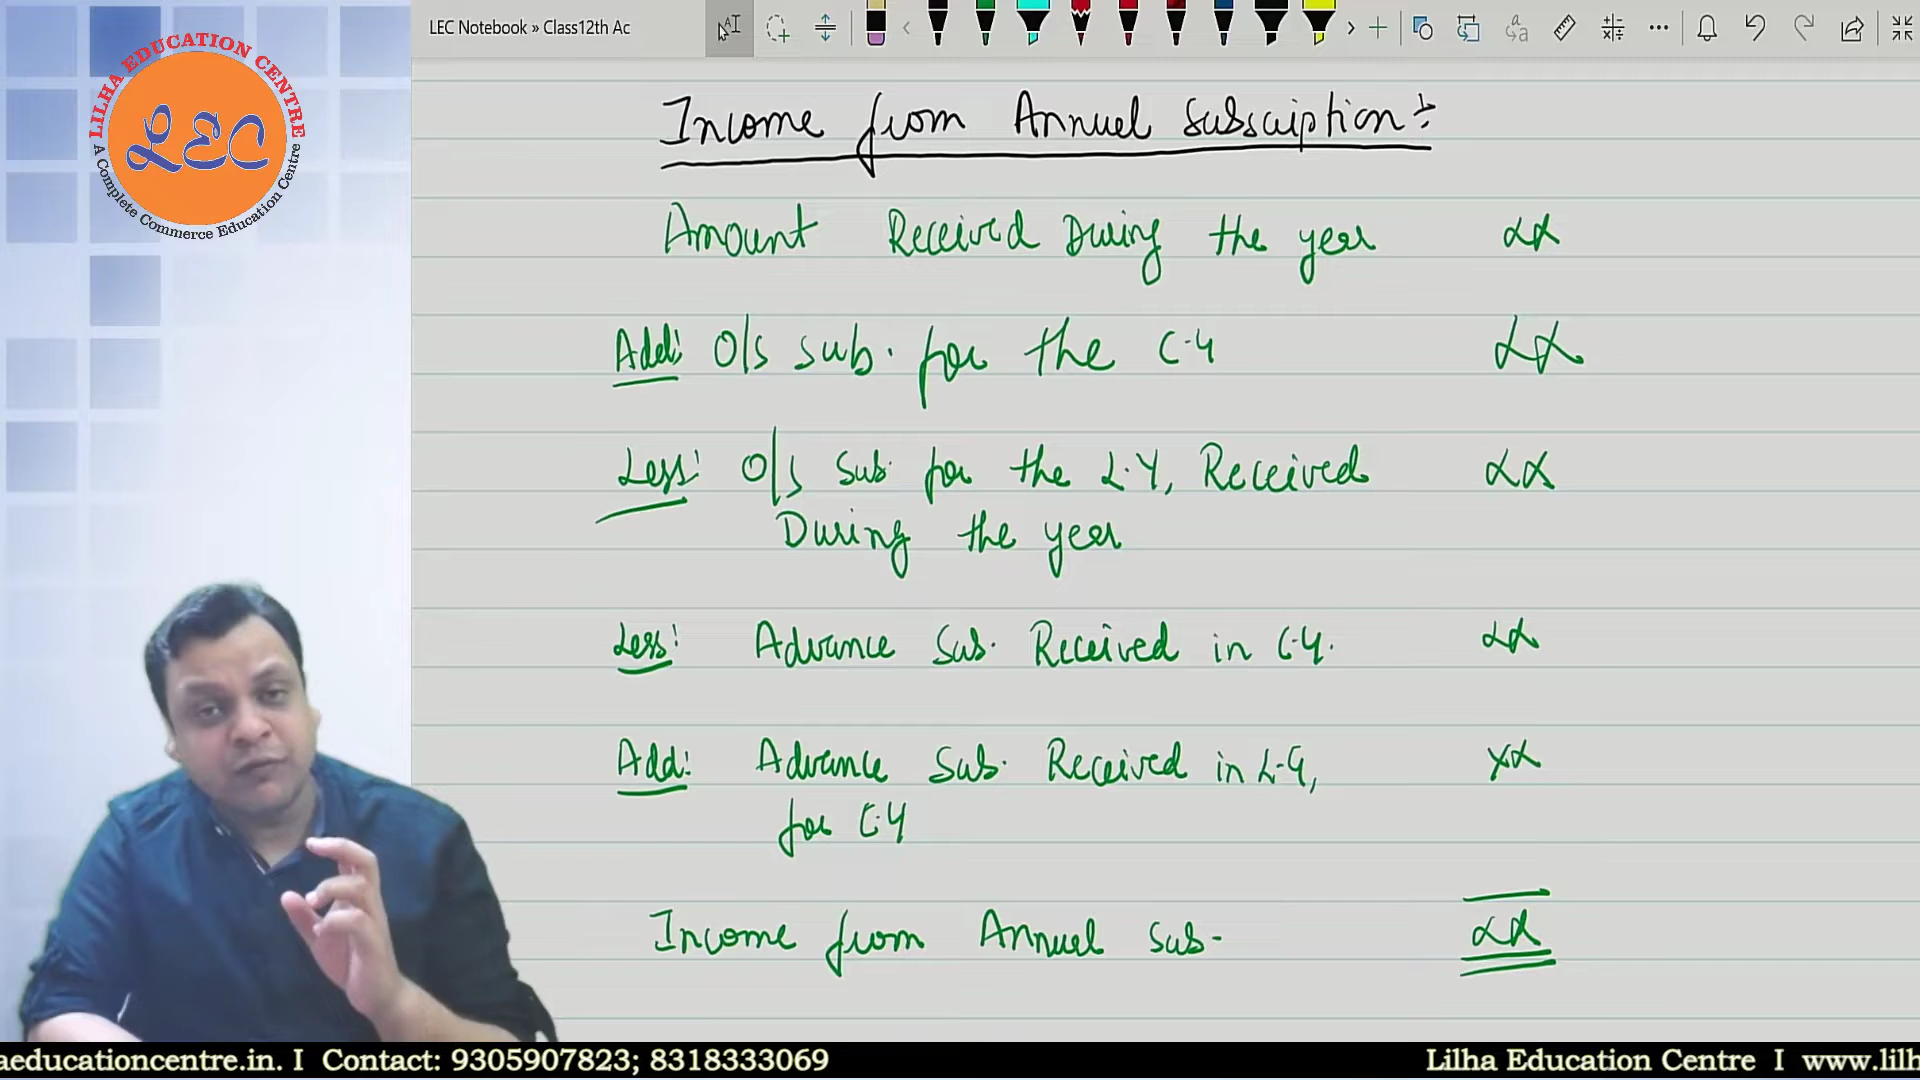 LEC Notebook » Class12th Ac
LILHA EDUCATION CENTRE
LEC
A Complete Commerce Education Centre
Income from Annuel Subsciption :-
Amount Received During the year xx
Add: O/S sub. for the C.Y xx
Less: O/S Sub. for the L.Y, Received xx
During the year
Less: Advance Sub. Received in C.Y. xx
Add: Advance Sub. Received in L.Y, xx
for C.Y
Income from Annuel Sub. xx
aeducationcentre.in. I Contact: 9305907823; 8318333069
Lilha Education Centre I www.lilh